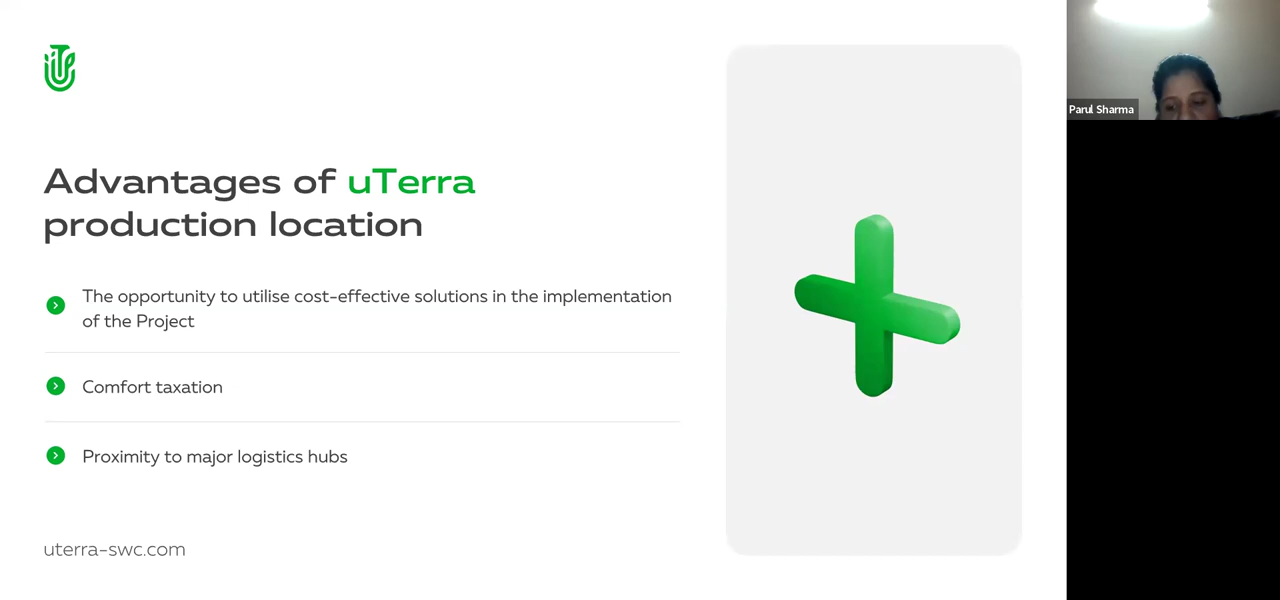 Advantages of uTerra
production location
The opportunity to utilise cost-effective solutions in the implementation
of the Project
Comfort taxation
Proximity to major logistics hubs
uterra-swc.com
Parul Sharma